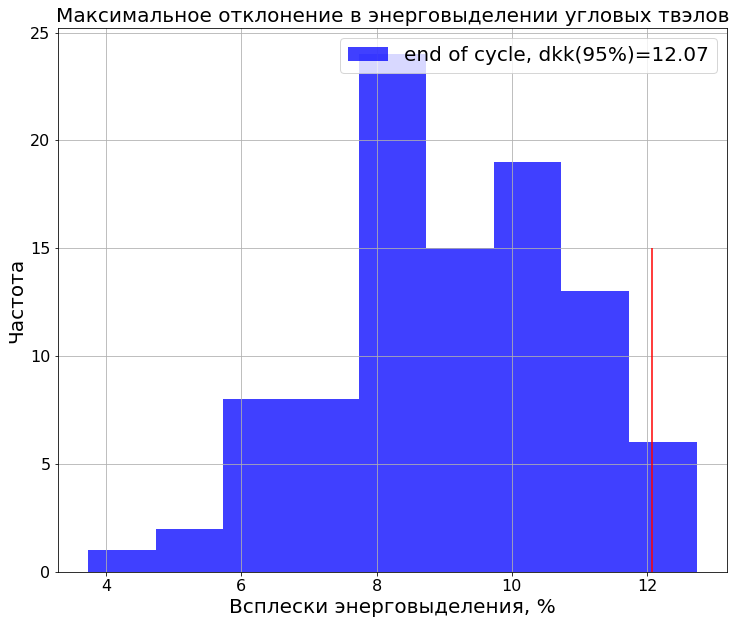 Максимальное отклонение в энерговыделении угловых твэлов
end of cycle, dkk(95%)=12.07
25
20
15
10
5
0
Частота
4 6 8 10 12
Всплески энерговыделения, %